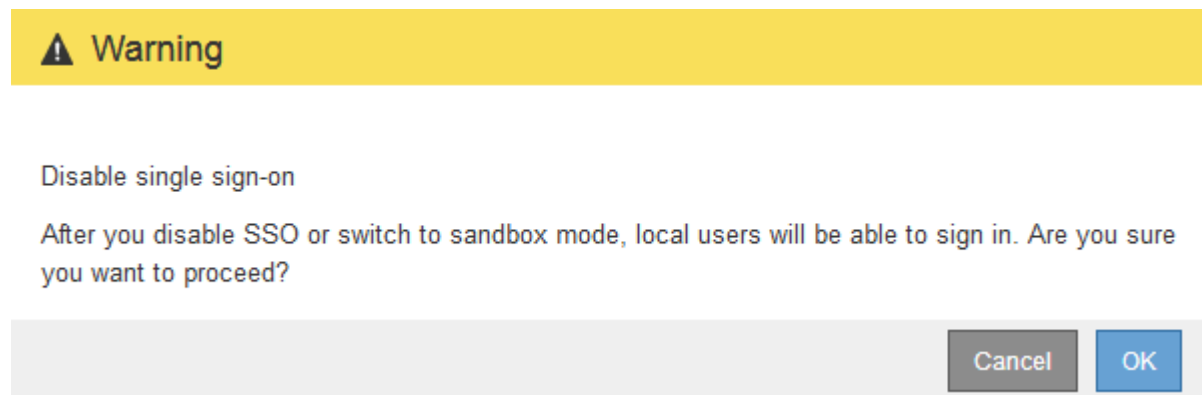 Warning
Disable single sign-on
After you disable SSO or switch to sandbox mode, local users will be able to sign in. Are you sure
you want to proceed?
Cancel OK